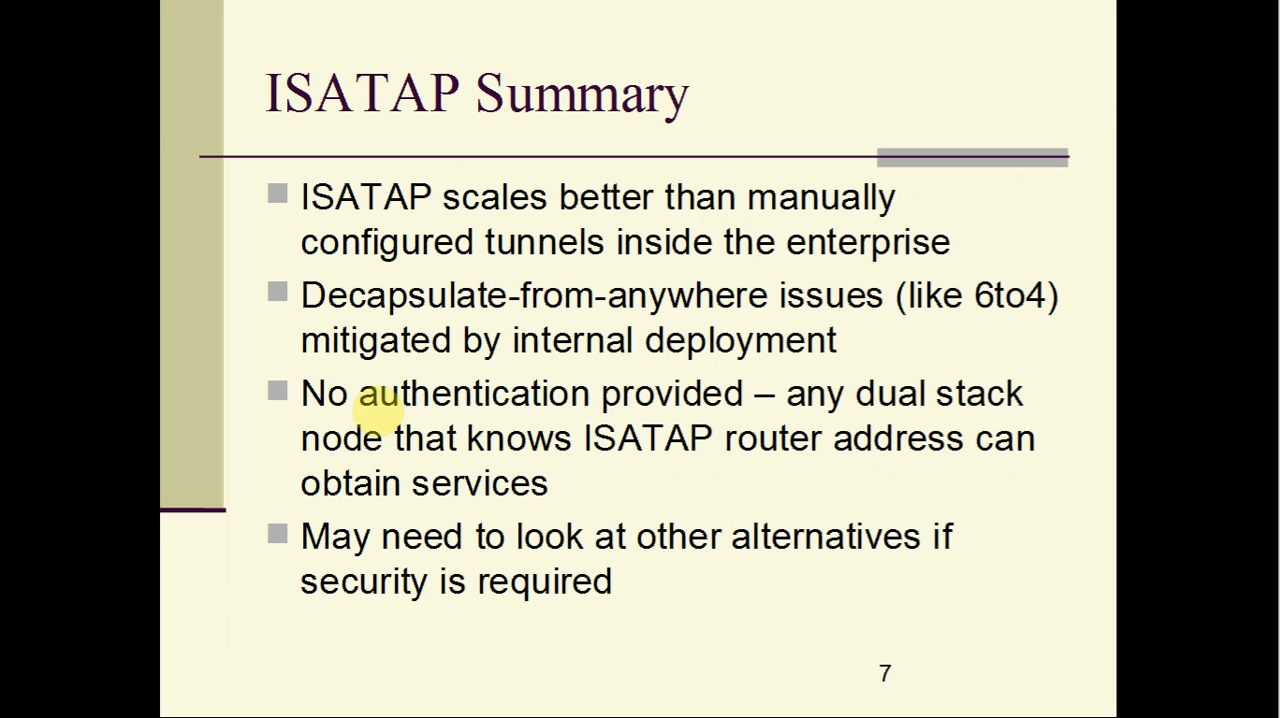 ISATAP Summary
ISATAP scales better than manually
configured tunnels inside the enterprise
Decapsulate-from-anywhere issues (like 6to4)
mitigated by internal deployment
No authentication provided – any dual stack
node that knows ISATAP router address can
obtain services
May need to look at other alternatives if
security is required
7